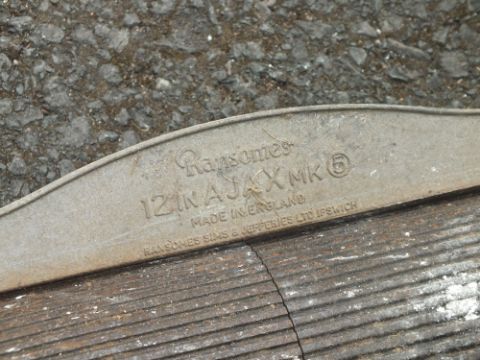 Ransomes
12 IN AJAX MK 5
MADE IN ENGLAND
RANSOMES SIMS & JEFFERIES LTD IPSWICH